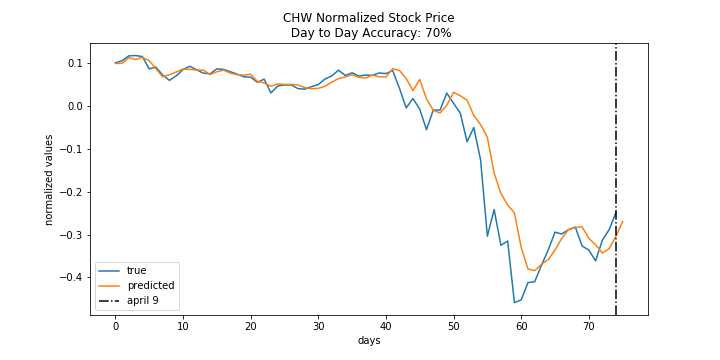 CHW Normalized Stock Price
Day to Day Accuracy: 70%
normalized values
0.1
0.0
−0.1
−0.2
−0.3
−0.4
true
predicted
april 9
0 10 20 30 40 50 60 70
days